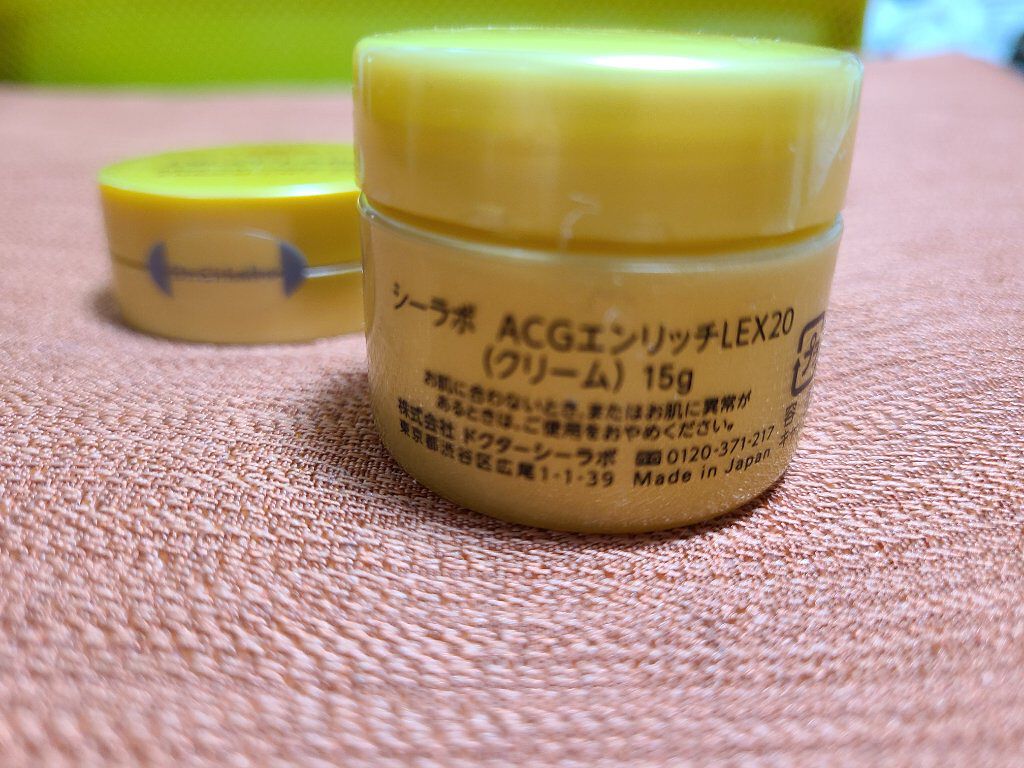 シーラボ ACGエンリッチLEX20
(クリーム) 15g
お肌に合わないとき、またはお肌に異常が
あるときは、ご使用をおやめください。
株式会社 ドクターシーラボ 0120-371-217
東京都渋谷区広尾1-1-39 Made in Japan
容
Dr.Ci:Labo